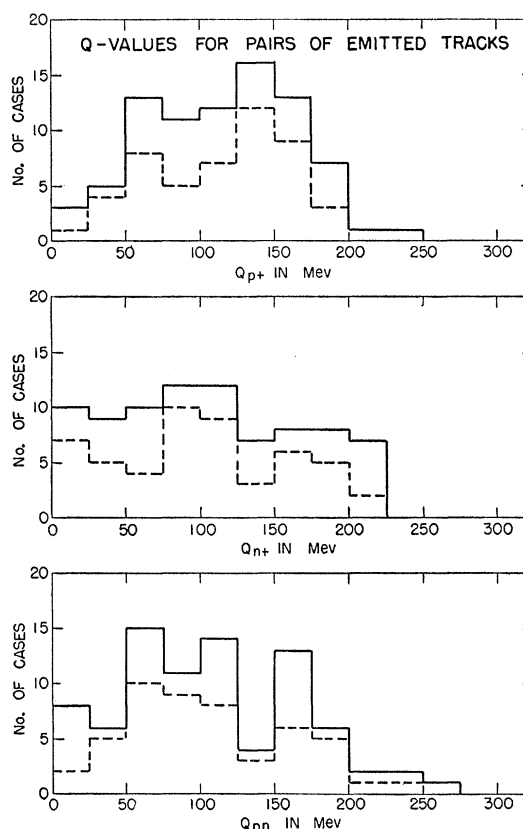 Q-VALUES FOR PAIRS OF EMITTED TRACKS
20
15
10
5
0
No. OF CASES
0 50 100 150 200 250 300
Qp+ IN Mev
20
15
10
5
0
No. OF CASES
0 50 100 150 200 250 300
Qn+ IN Mev
20
15
10
5
0
No. OF CASES
0 50 100 150 200 250 300
Qpn IN Mev